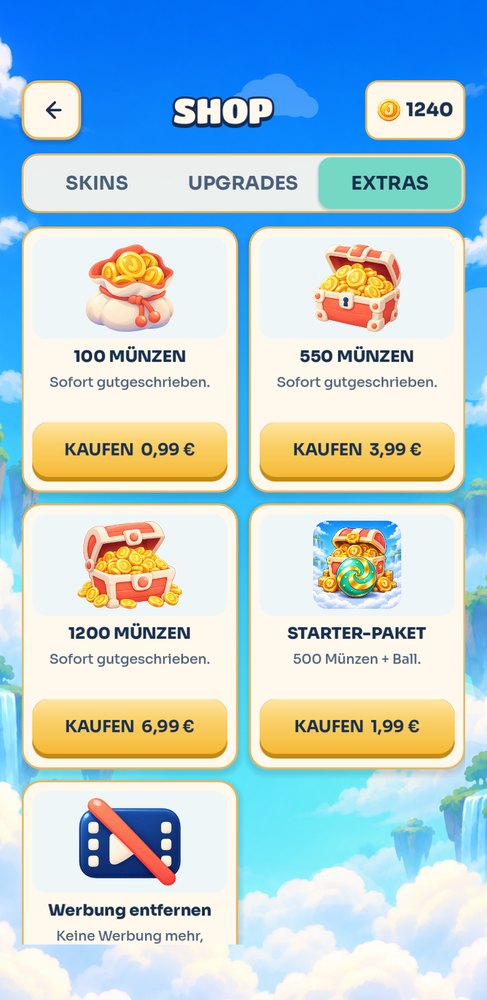 SHOP
1240
SKINS
UPGRADES
EXTRAS
100 MÜNZEN
Sofort gutgeschrieben.
KAUFEN 0,99 €
550 MÜNZEN
Sofort gutgeschrieben.
KAUFEN 3,99 €
1200 MÜNZEN
Sofort gutgeschrieben.
KAUFEN 6,99 €
STARTER-PAKET
500 Münzen + Ball.
KAUFEN 1,99 €
Werbung entfernen
Keine Werbung mehr,